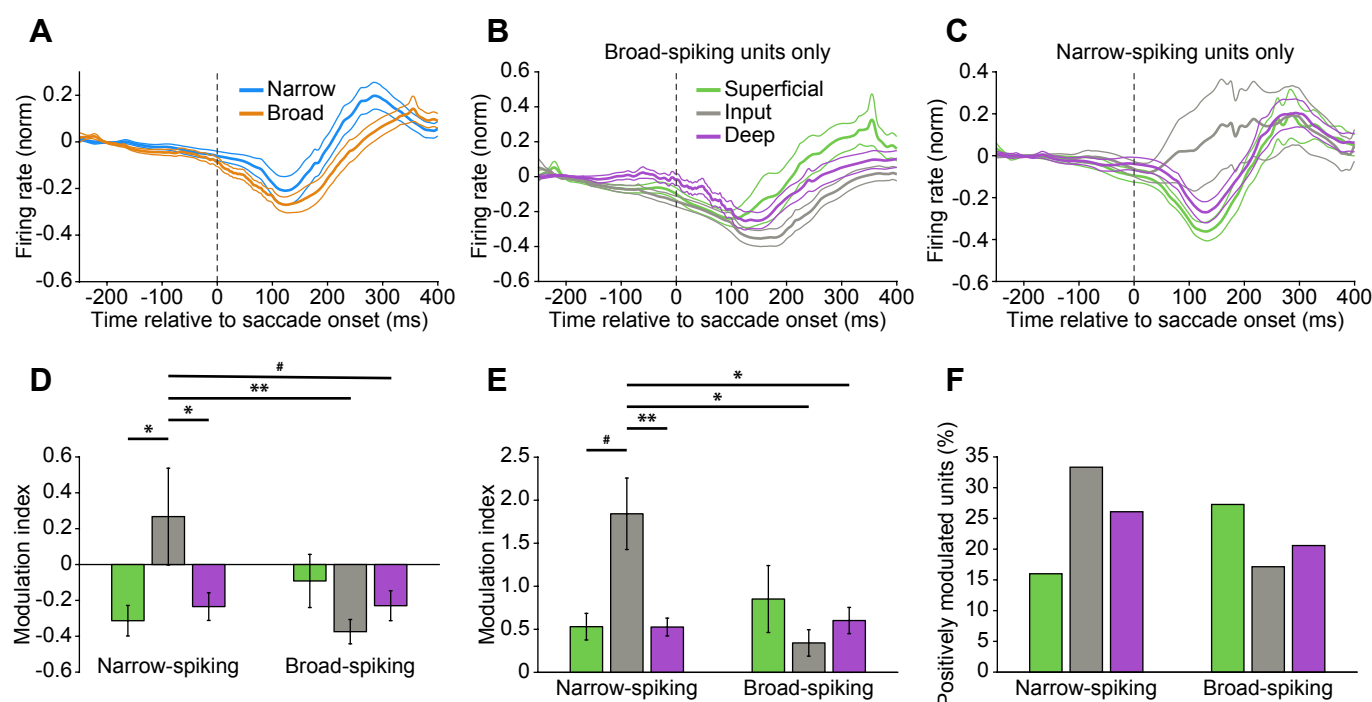 A
Narrow
Broad
Firing rate (norm)
0.2
0
-0.2
-0.4
-0.6
-200 -100 0 100 200 300 400
Time relative to saccade onset (ms)
B
Broad-spiking units only
Superficial
Input
Deep
Firing rate (norm)
0.6
0.4
0.2
0
-0.2
-0.4
-0.6
-200 -100 0 100 200 300 400
Time relative to saccade onset (ms)
C
Narrow-spiking units only
Firing rate (norm)
0.4
0.2
0
-0.2
-0.4
-0.6
-200 -100 0 100 200 300 400
Time relative to saccade onset (ms)
D
#
**
*
*
Modulation index
0.6
0.4
0.2
0
-0.2
-0.4
-0.6
Narrow-spiking Broad-spiking
E
*
*
**
#
Modulation index
2.5
2.0
1.5
1.0
0.5
0
Narrow-spiking Broad-spiking
F
Positively modulated units (%)
35
30
25
20
15
10
5
0
Narrow-spiking Broad-spiking